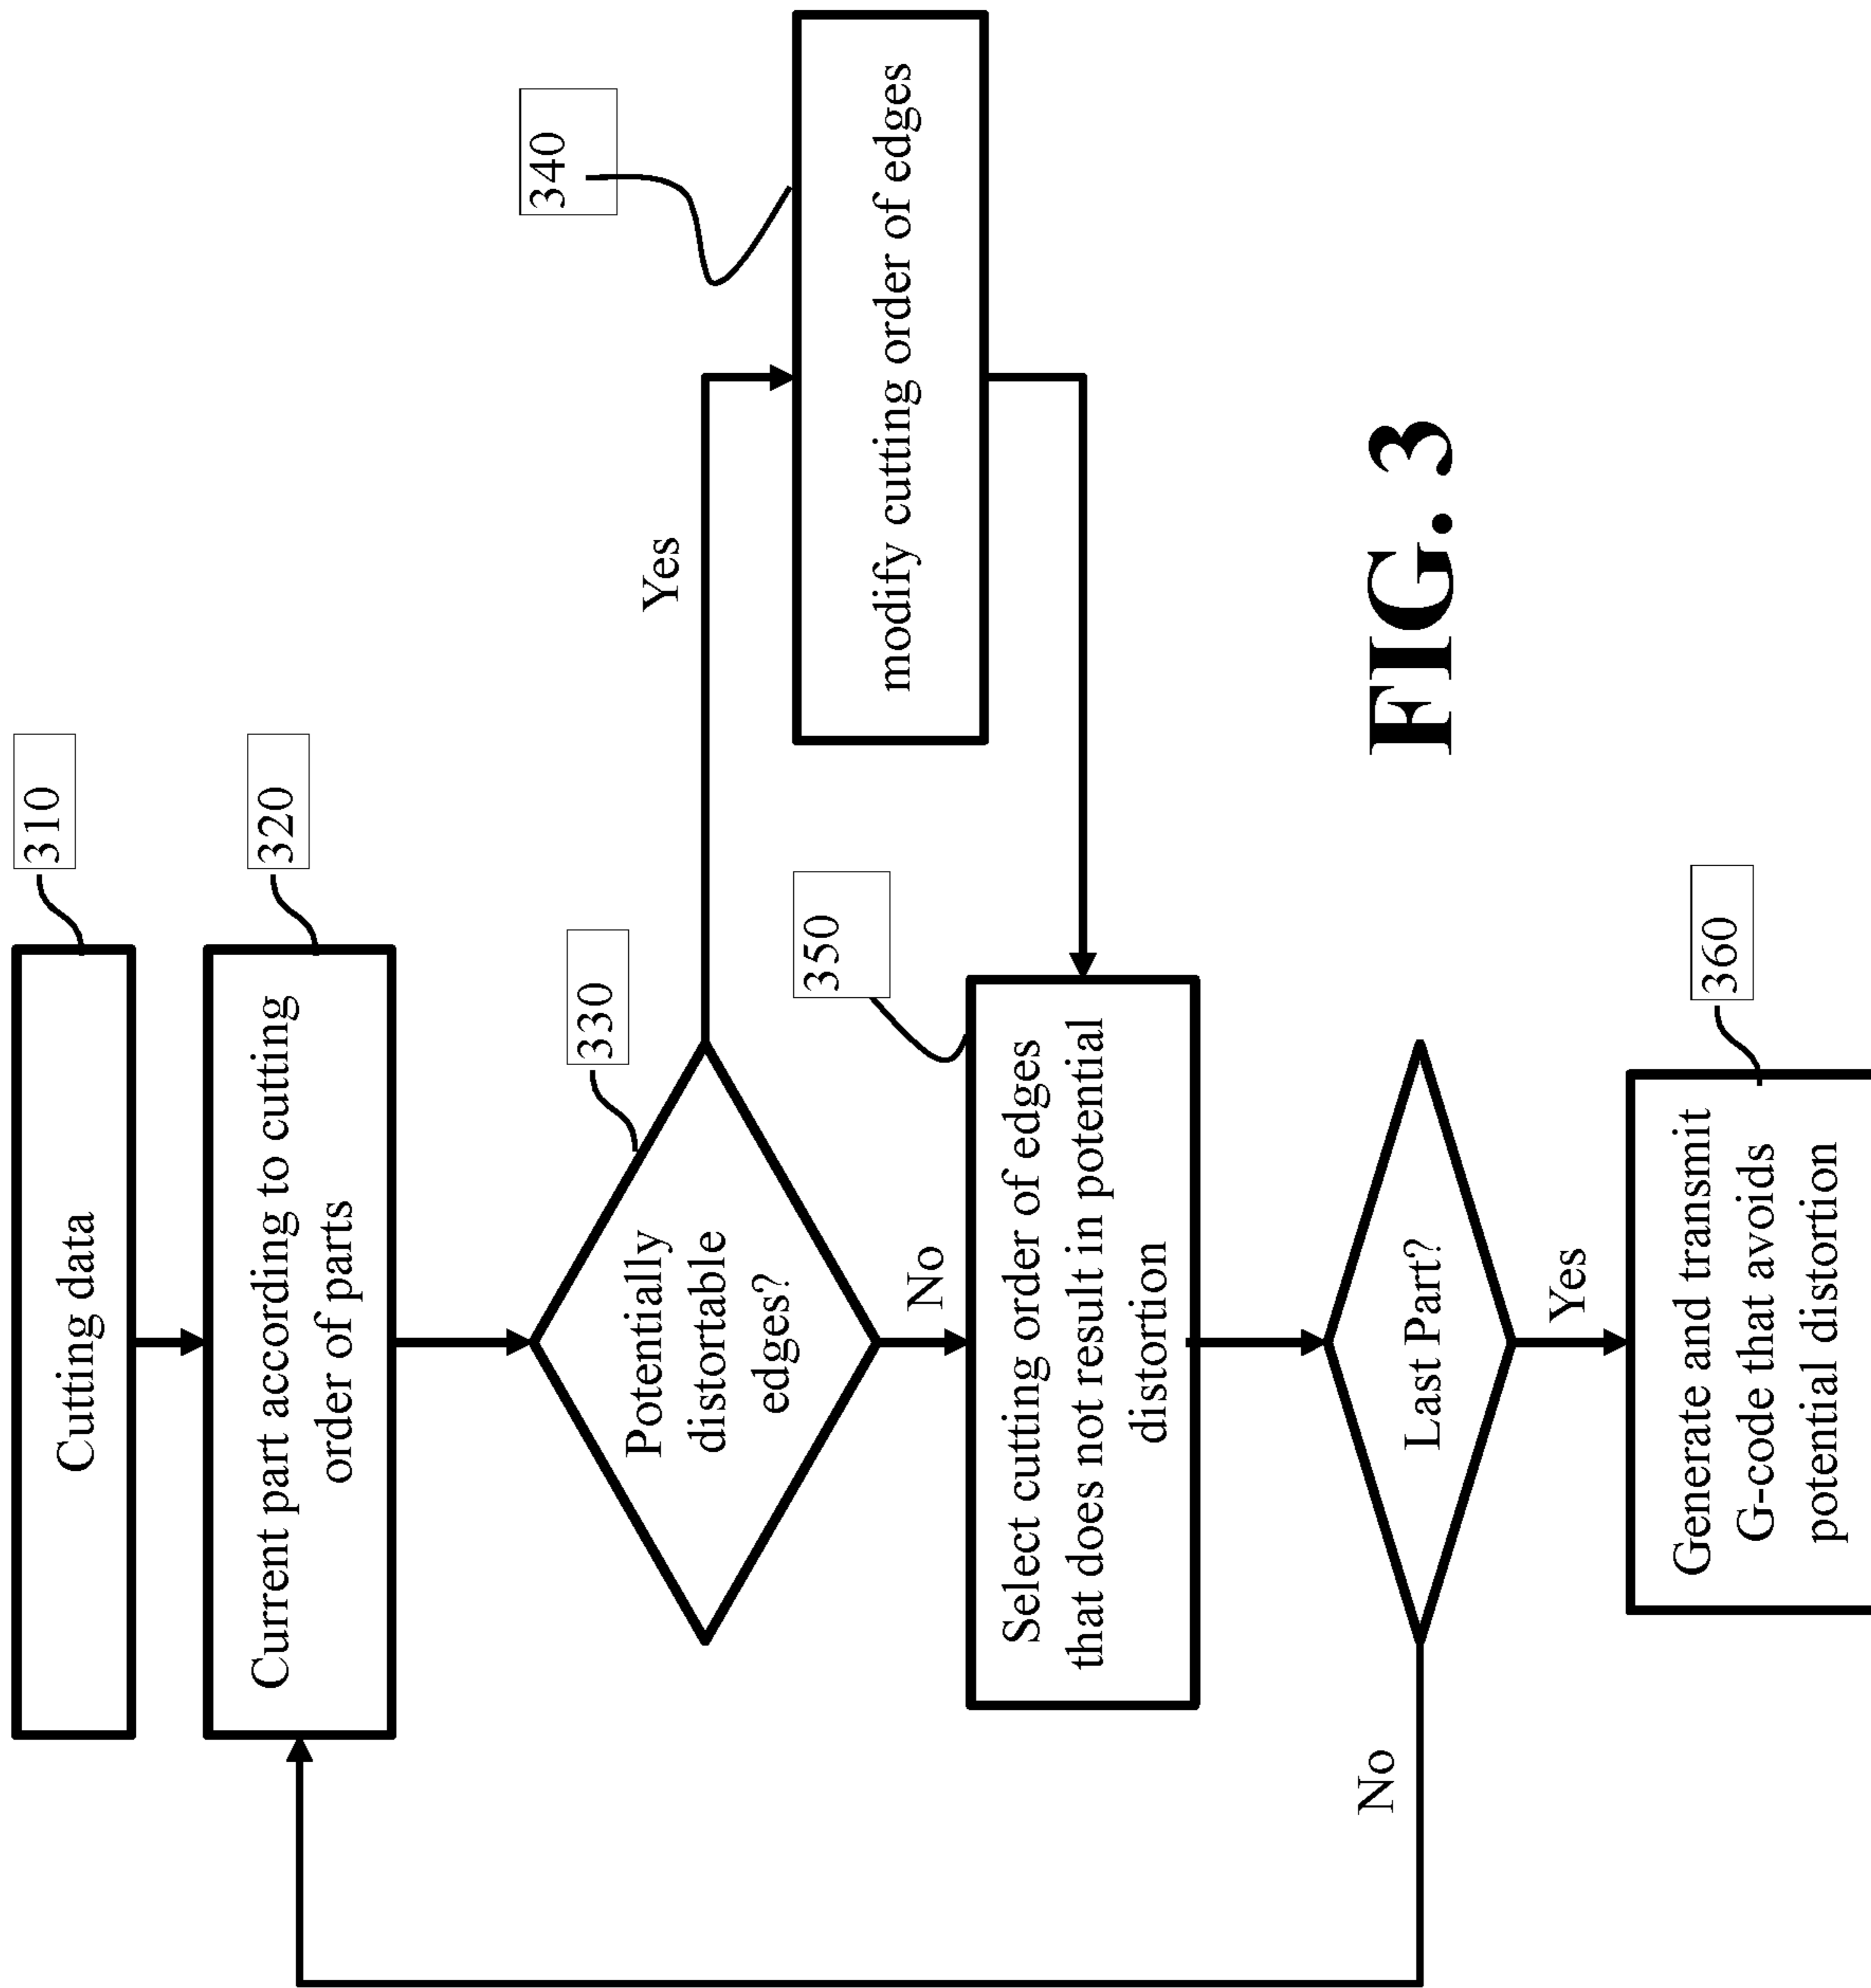 Cutting data
310
Current part according to cutting
order of parts
320
Potentially
distortable
edges?
330
Yes
340
modify cutting order of edges
No
350
Select cutting order of edges
that does not result in potential
distortion
Last Part?
No
Yes
360
Generate and transmit
G-code that avoids
potential distortion
FIG. 3